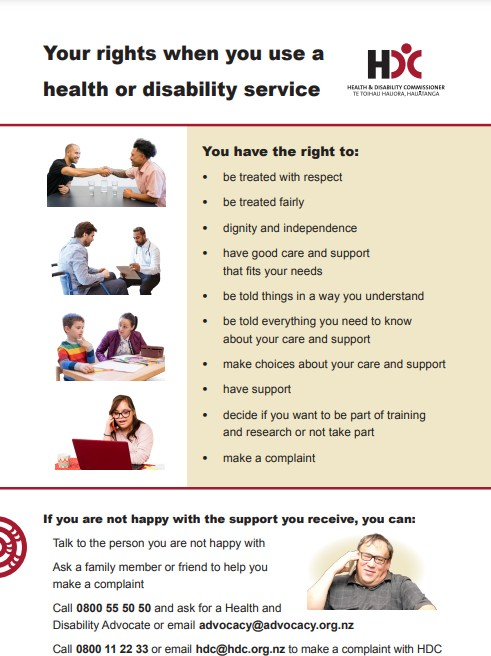 Your rights when you use a
health or disability service
HDC
HEALTH & DISABILITY COMMISSIONER
TE TOIHAU HAUORA, HAUĀTANGA
You have the right to:
• be treated with respect
• be treated fairly
• dignity and independence
• have good care and support
that fits your needs
• be told things in a way you understand
• be told everything you need to know
about your care and support
• make choices about your care and support
• have support
• decide if you want to be part of training
and research or not take part
• make a complaint
If you are not happy with the support you receive, you can:
Talk to the person you are not happy with
Ask a family member or friend to help you
make a complaint
Call 0800 55 50 50 and ask for a Health and
Disability Advocate or email advocacy@advocacy.org.nz
Call 0800 11 22 33 or email hdc@hdc.org.nz to make a complaint with HDC